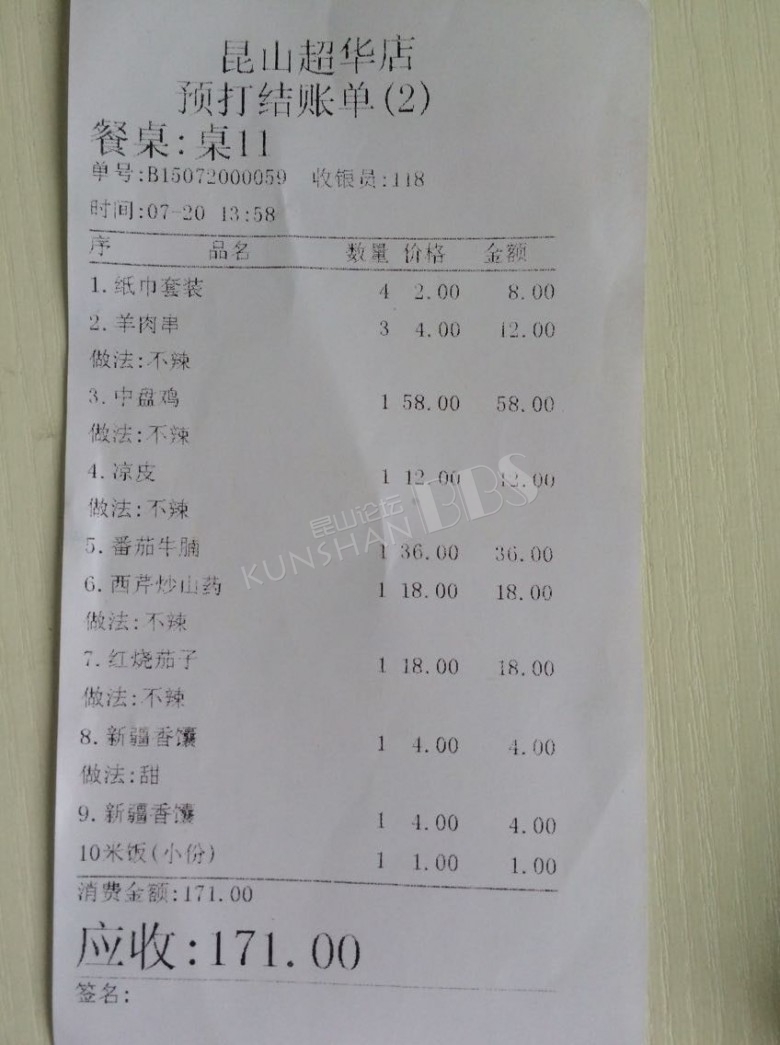 昆山超华店
预打结账单(2)
餐桌:桌11
单号:B15072000059 收银员:118
时间:07-20 13:58
序 品名 数量 价格 金额
1.纸巾套装 4 2.00 8.00
2.羊肉串 3 4.00 12.00
做法:不辣
3.中盘鸡 1 58.00 58.00
做法:不辣
4.凉皮 1 12.00 12.00
做法:不辣
5.番茄牛腩 1 36.00 36.00
6.西芹炒山药 1 18.00 18.00
做法:不辣
7.红烧茄子 1 18.00 18.00
做法:不辣
8.新疆香馕 1 4.00 4.00
做法:甜
9.新疆香馕 1 4.00 4.00
10米饭(小份) 1 1.00 1.00
消费金额:171.00
应收:171.00
签名:
昆山论坛
KUNSHAN BBS